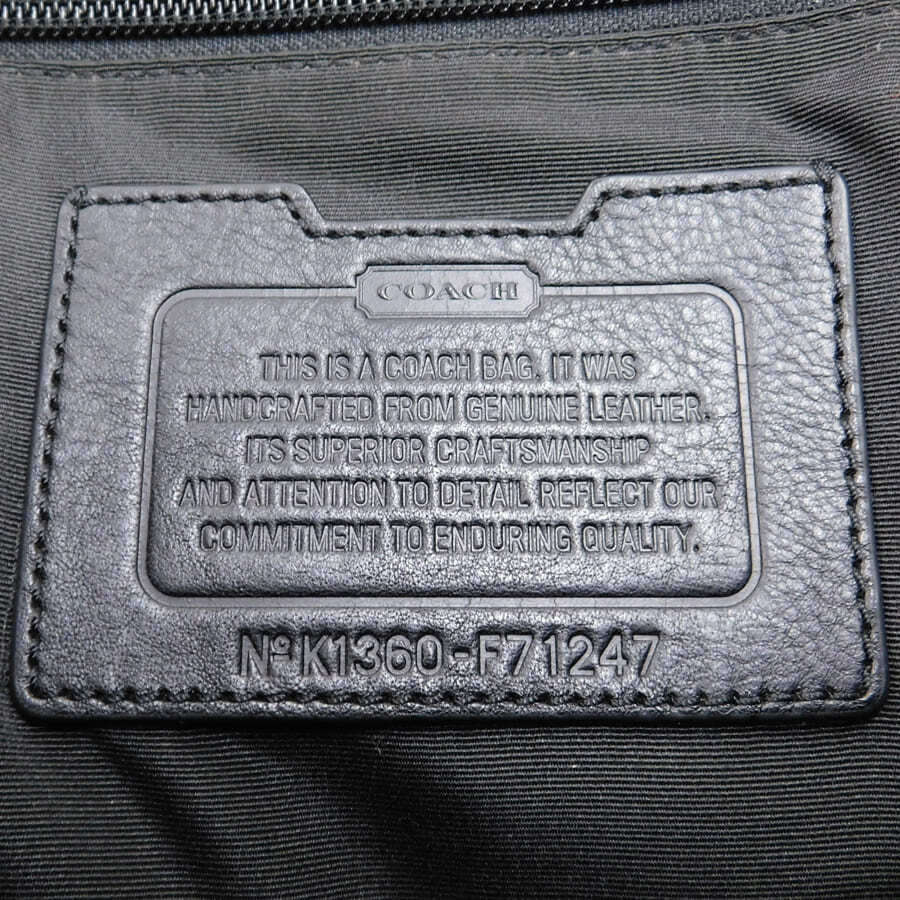 COACH
THIS IS A COACH BAG. IT WAS
HANDCRAFTED FROM GENUINE LEATHER.
ITS SUPERIOR CRAFTSMANSHIP
AND ATTENTION TO DETAIL REFLECT OUR
COMMITMENT TO ENDURING QUALITY.
Nº K1360-F71247